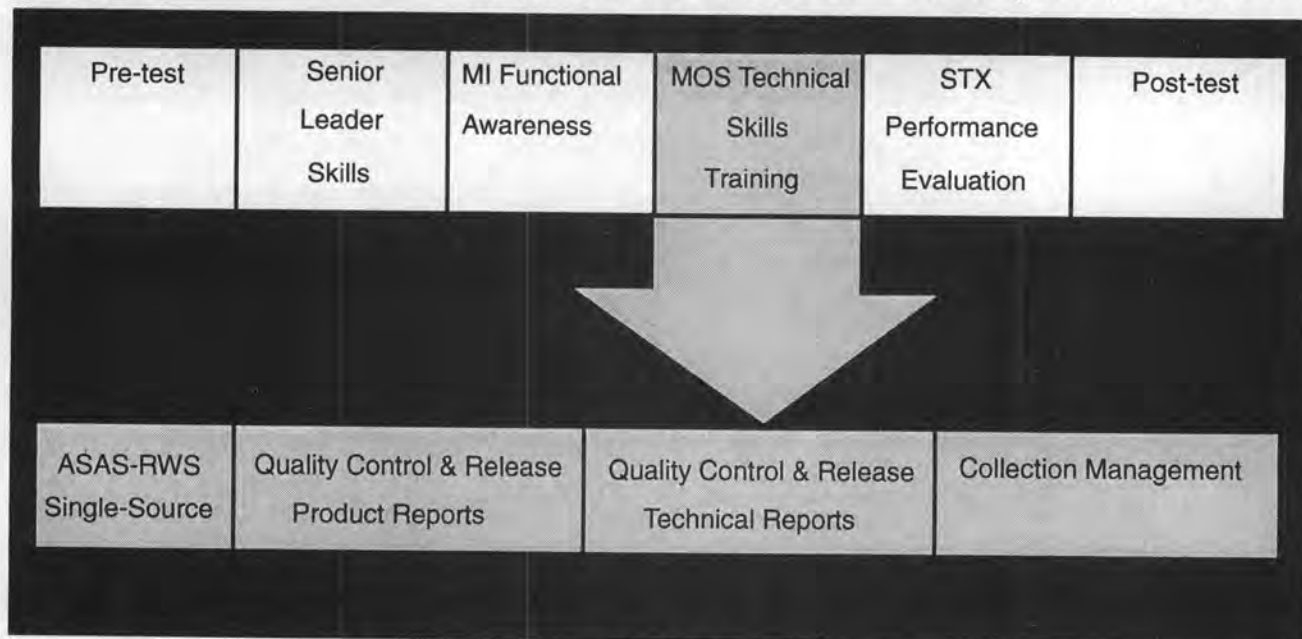 Pre-test
Senior
Leader
Skills
MI Functional
Awareness
MOS Technical
Skills
Training
STX
Performance
Evaluation
Post-test
ASAS-RWS
Single-Source
Quality Control & Release
Product Reports
Quality Control & Release
Technical Reports
Collection Management